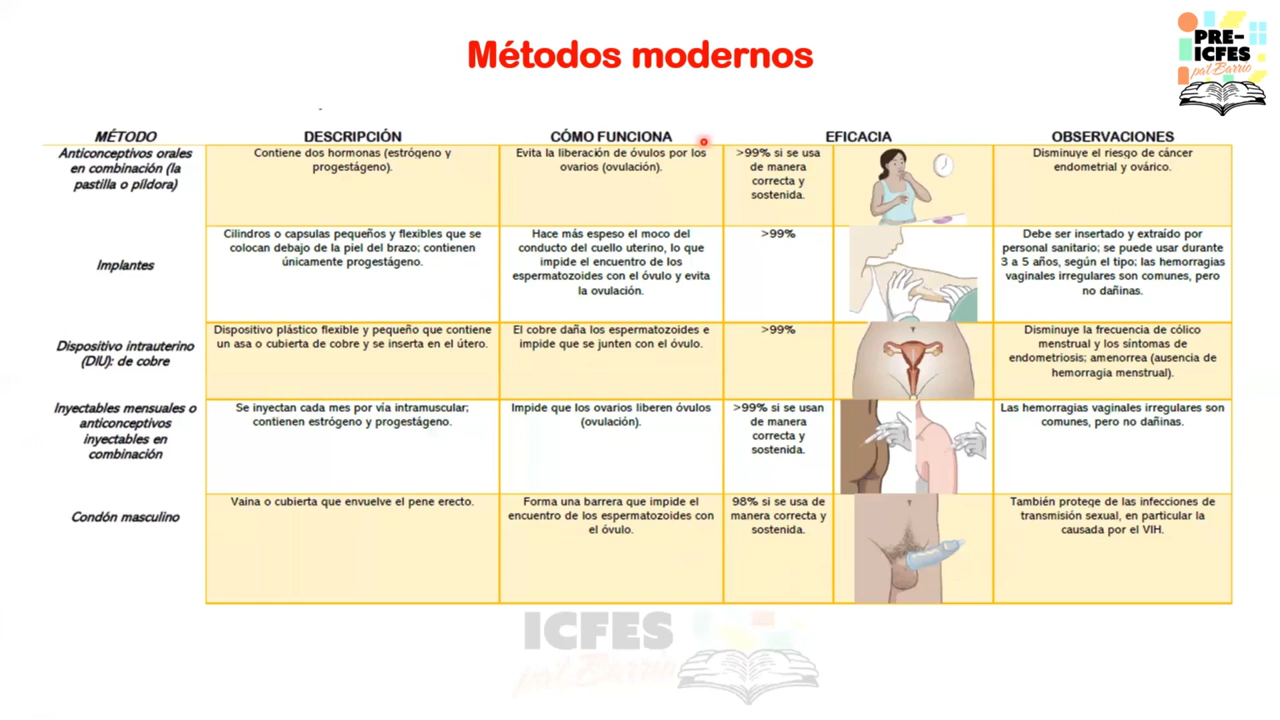 Métodos modernos
PRE-
ICFES
pa'l Barrio
MÉTODO
DESCRIPCIÓN
CÓMO FUNCIONA
EFICACIA
OBSERVACIONES
Anticonceptivos orales
en combinación (la
pastilla o píldora)
Contiene dos hormonas (estrógeno y
progestágeno).
Evita la liberación de óvulos por los
ovarios (ovulación).
>99% si se usa
de manera
correcta y
sostenida.
Disminuye el riesgo de cáncer
endometrial y ovárico.
Implantes
Cilindros o capsulas pequeños y flexibles que se
colocan debajo de la piel del brazo; contienen
únicamente progestágeno.
Hace más espeso el moco del
conducto del cuello uterino, lo que
impide el encuentro de los
espermatozoides con el óvulo y evita
la ovulación.
>99%
Debe ser insertado y extraído por
personal sanitario; se puede usar durante
3 a 5 años, según el tipo; las hemorragias
vaginales irregulares son comunes, pero
no dañinas.
Dispositivo intrauterino
(DIU): de cobre
Dispositivo plástico flexible y pequeño que contiene
un asa o cubierta de cobre y se inserta en el útero.
El cobre daña los espermatozoides e
impide que se junten con el óvulo.
>99%
Disminuye la frecuencia de cólico
menstrual y los síntomas de
endometriosis; amenorrea (ausencia de
hemorragia menstrual).
Inyectables mensuales o
anticonceptivos
inyectables en
combinación
Se inyectan cada mes por vía intramuscular;
contienen estrógeno y progestágeno.
Impide que los ovarios liberen óvulos
(ovulación).
>99% si se usan
de manera
correcta y
sostenida.
Las hemorragias vaginales irregulares son
comunes, pero no dañinas.
Condón masculino
Vaina o cubierta que envuelve el pene erecto.
Forma una barrera que impide el
encuentro de los espermatozoides con
el óvulo.
98% si se usa de
manera correcta y
sostenida.
También protege de las infecciones de
transmisión sexual, en particular la
causada por el VIH.
ICFES
pa'l Barrio